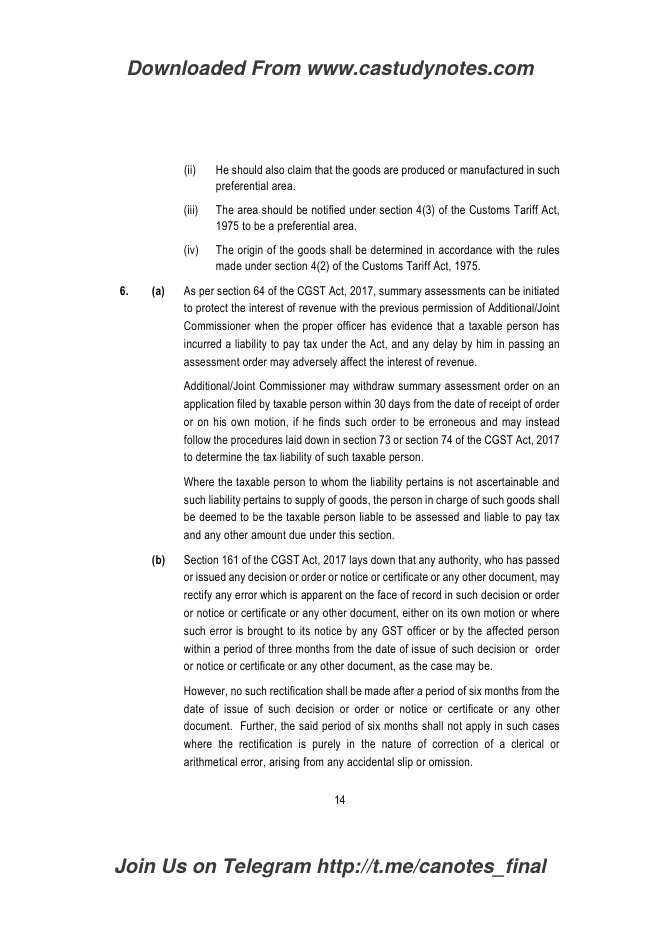 Downloaded From www.castudynotes.com
(ii) He should also claim that the goods are produced or manufactured in such
preferential area.
(iii) The area should be notified under section 4(3) of the Customs Tariff Act,
1975 to be a preferential area.
(iv) The origin of the goods shall be determined in accordance with the rules
made under section 4(2) of the Customs Tariff Act, 1975.
6. (a) As per section 64 of the CGST Act, 2017, summary assessments can be initiated
to protect the interest of revenue with the previous permission of Additional/Joint
Commissioner when the proper officer has evidence that a taxable person has
incurred a liability to pay tax under the Act, and any delay by him in passing an
assessment order may adversely affect the interest of revenue.
Additional/Joint Commissioner may withdraw summary assessment order on an
application filed by taxable person within 30 days from the date of receipt of order
or on his own motion, if he finds such order to be erroneous and may instead
follow the procedures laid down in section 73 or section 74 of the CGST Act, 2017
to determine the tax liability of such taxable person.
Where the taxable person to whom the liability pertains is not ascertainable and
such liability pertains to supply of goods, the person in charge of such goods shall
be deemed to be the taxable person liable to be assessed and liable to pay tax
and any other amount due under this section.
(b) Section 161 of the CGST Act, 2017 lays down that any authority, who has passed
or issued any decision or order or notice or certificate or any other document, may
rectify any error which is apparent on the face of record in such decision or order
or notice or certificate or any other document, either on its own motion or where
such error is brought to its notice by any GST officer or by the affected person
within a period of three months from the date of issue of such decision or order
or notice or certificate or any other document, as the case may be.
However, no such rectification shall be made after a period of six months from the
date of issue of such decision or order or notice or certificate or any other
document. Further, the said period of six months shall not apply in such cases
where the rectification is purely in the nature of correction of a clerical or
arithmetical error, arising from any accidental slip or omission.
14
Join Us on Telegram http://t.me/canotes_final